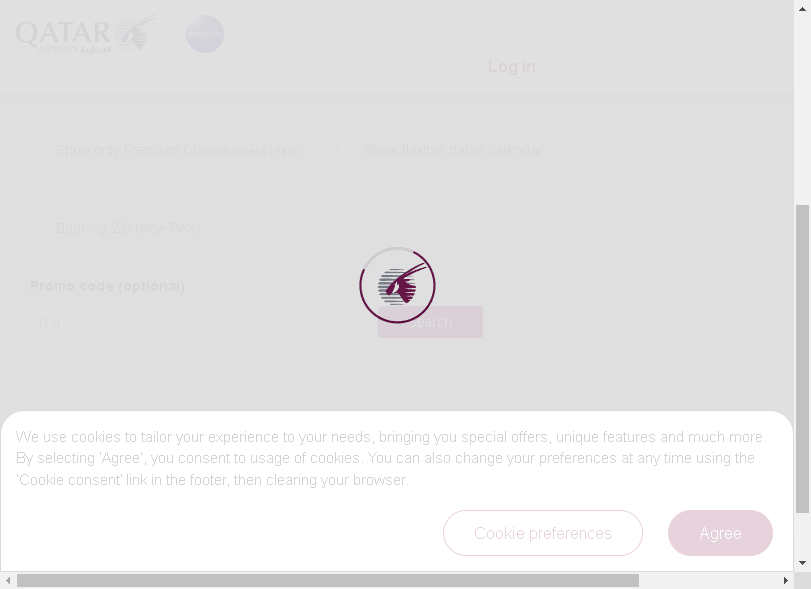 QATAR
AIRWAYS القطرية
Log in
Show only Premium Class(Business / First)
Show flexible dates calendar
Booking 2.0 (New PAX)
Promo code (optional)
Search
We use cookies to tailor your experience to your needs, bringing you special offers, unique features and much more.
By selecting 'Agree', you consent to usage of cookies. You can also change your preferences at any time using the
'Cookie consent' link in the footer, then clearing your browser.
Cookie preferences
Agree